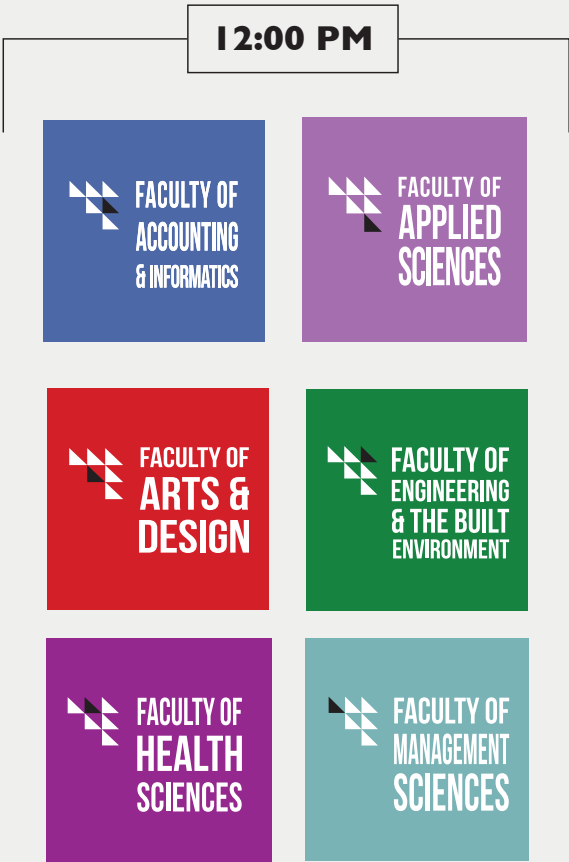 12:00 PM
FACULTY OF
ACCOUNTING
& INFORMATICS
FACULTY OF
APPLIED
SCIENCES
FACULTY OF
ARTS &
DESIGN
FACULTY OF
ENGINEERING
& THE BUILT
ENVIRONMENT
FACULTY OF
HEALTH
SCIENCES
FACULTY OF
MANAGEMENT
SCIENCES